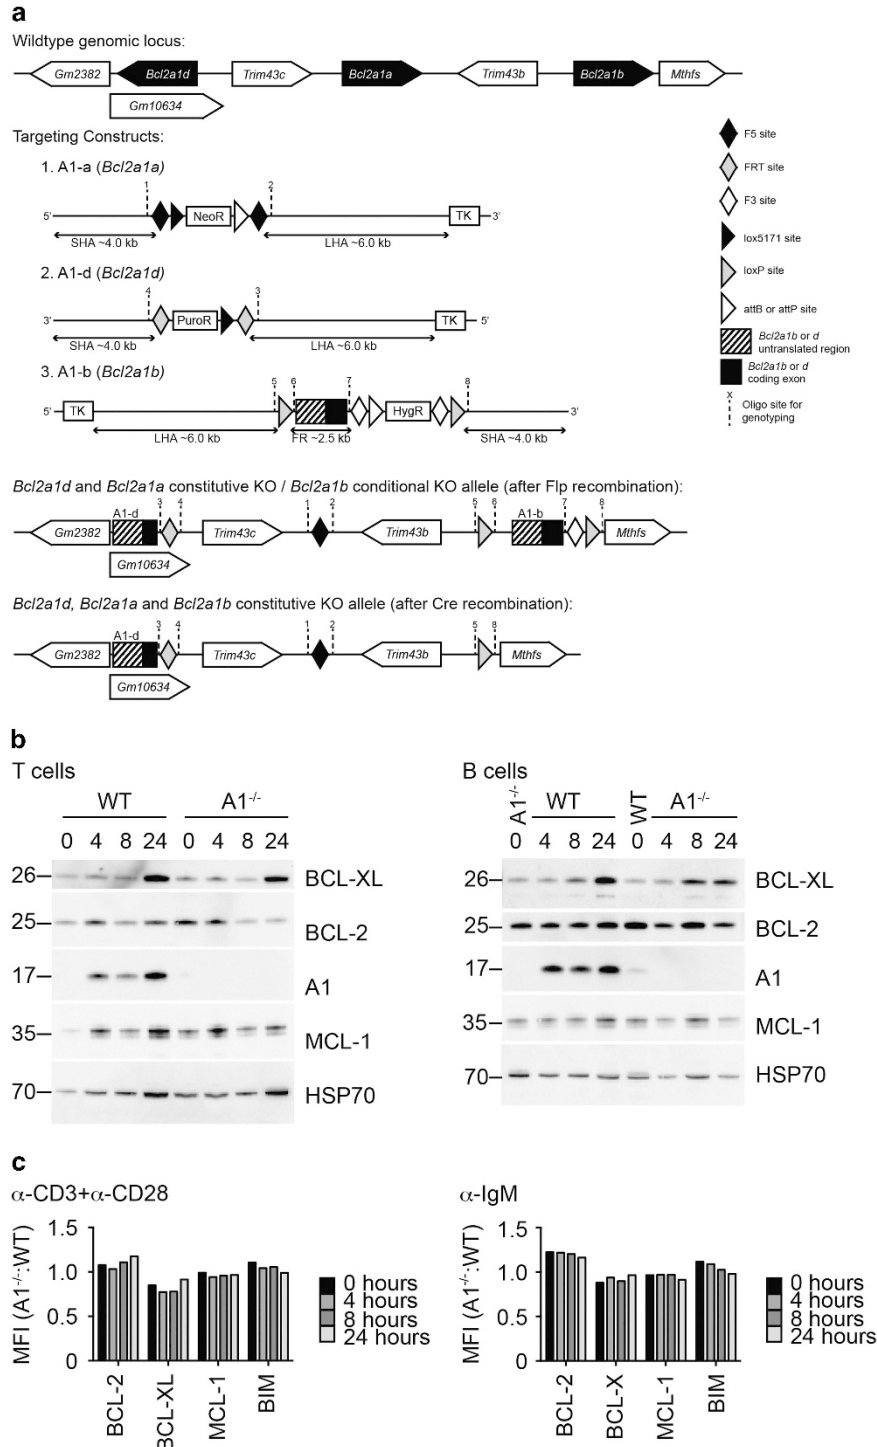 a
Wildtype genomic locus:
Gm2382 Bcl2a1d Trim43c Bcl2a1a Trim43b Bcl2a1b Mthfs
Gm10634
Targeting Constructs:
F5 site
FRT site
F3 site
lox5171 site
loxP site
attB or attP site
Bcl2a1b or d
untranslated region
Bcl2a1b or d
coding exon
x
Oligo site for
genotyping
1. A1-a (Bcl2a1a)
1 2
5' NeoR TK 3'
SHA ~4.0 kb LHA ~6.0 kb
2. A1-d (Bcl2a1d)
4 3
3' PuroR TK 5'
SHA ~4.0 kb LHA ~6.0 kb
3. A1-b (Bcl2a1b)
5 6 7 8
5' TK HygR 3'
LHA ~6.0 kb FR ~2.5 kb SHA ~4.0 kb
Bcl2a1d and Bcl2a1a constitutive KO / Bcl2a1b conditional KO allele (after Flp recombination):
A1-d 3 4 1 2 5 6 A1-b 7 8
Gm2382 Trim43c Trim43b Mthfs
Gm10634
Bcl2a1d, Bcl2a1a and Bcl2a1b constitutive KO allele (after Cre recombination):
A1-d 3 4 1 2 5 8
Gm2382 Trim43c Trim43b Mthfs
Gm10634
b
T cells
WT A1-/-
0 4 8 24 0 4 8 24
26 BCL-XL
25 BCL-2
17 A1
35 MCL-1
70 HSP70
B cells
A1-/- WT WT A1-/-
0 4 8 24 0 4 8 24
26 BCL-XL
25 BCL-2
17 A1
35 MCL-1
70 HSP70
c
α-CD3+α-CD28
MFI (A1-/-:WT)
1.5
1.0
0.5
0
BCL-2 BCL-XL MCL-1 BIM
0 hours
4 hours
8 hours
24 hours
α-IgM
MFI (A1-/-:WT)
1.5
1.0
0.5
0
BCL-2 BCL-X MCL-1 BIM
0 hours
4 hours
8 hours
24 hours